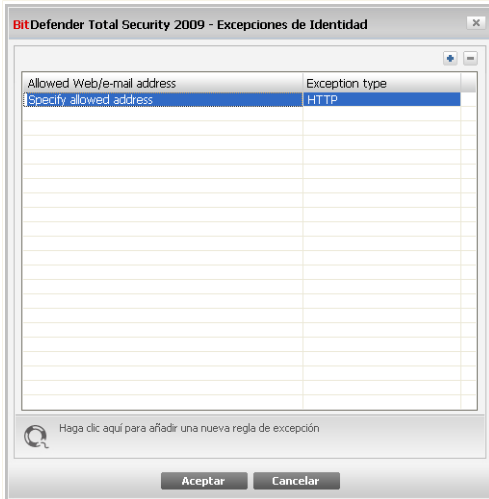 BitDefender Total Security 2009 - Excepciones de Identidad
Allowed Web/e-mail address Exception type
Specify allowed address HTTP
Haga clic aquí para añadir una nueva regla de excepción
Aceptar Cancelar